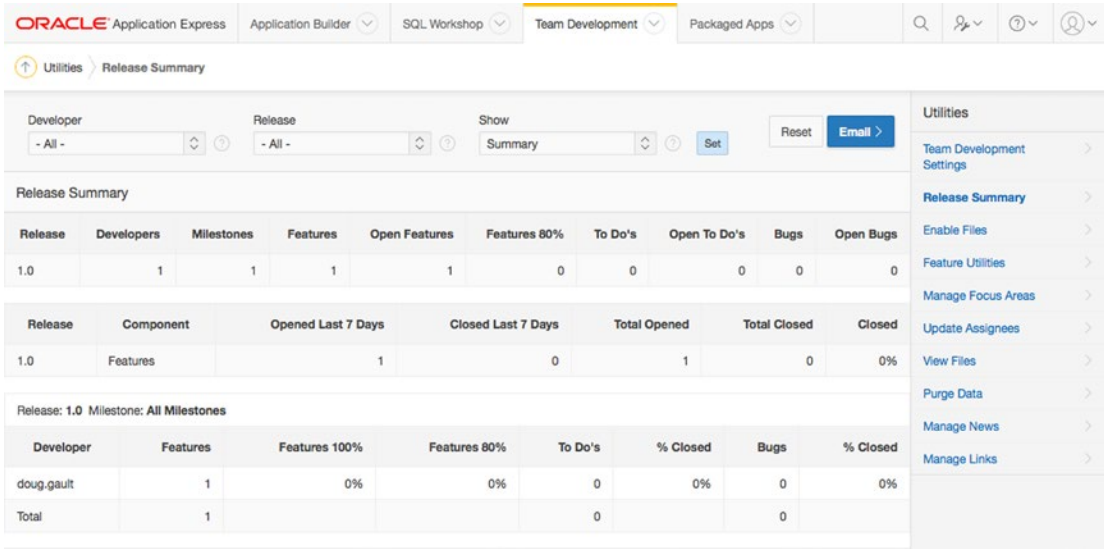 ORACLE Application Express Application Builder SQL Workshop Team Development Packaged Apps
Utilities Release Summary
Developer Release Show
- All - - All - Summary Set Reset Email
Release Summary
Release Developers Milestones Features Open Features Features 80% To Do's Open To Do's Bugs Open Bugs
1.0 1 1 1 1 0 0 0 0 0
Release Component Opened Last 7 Days Closed Last 7 Days Total Opened Total Closed Closed
1.0 Features 1 0 1 0 0%
Release: 1.0 Milestone: All Milestones
Developer Features Features 100% Features 80% To Do's % Closed Bugs % Closed
doug.gault 1 0% 0% 0 0% 0 0%
Total 1 0 0
Utilities
Team Development
Settings
Release Summary
Enable Files
Feature Utilities
Manage Focus Areas
Update Assignees
View Files
Purge Data
Manage News
Manage Links